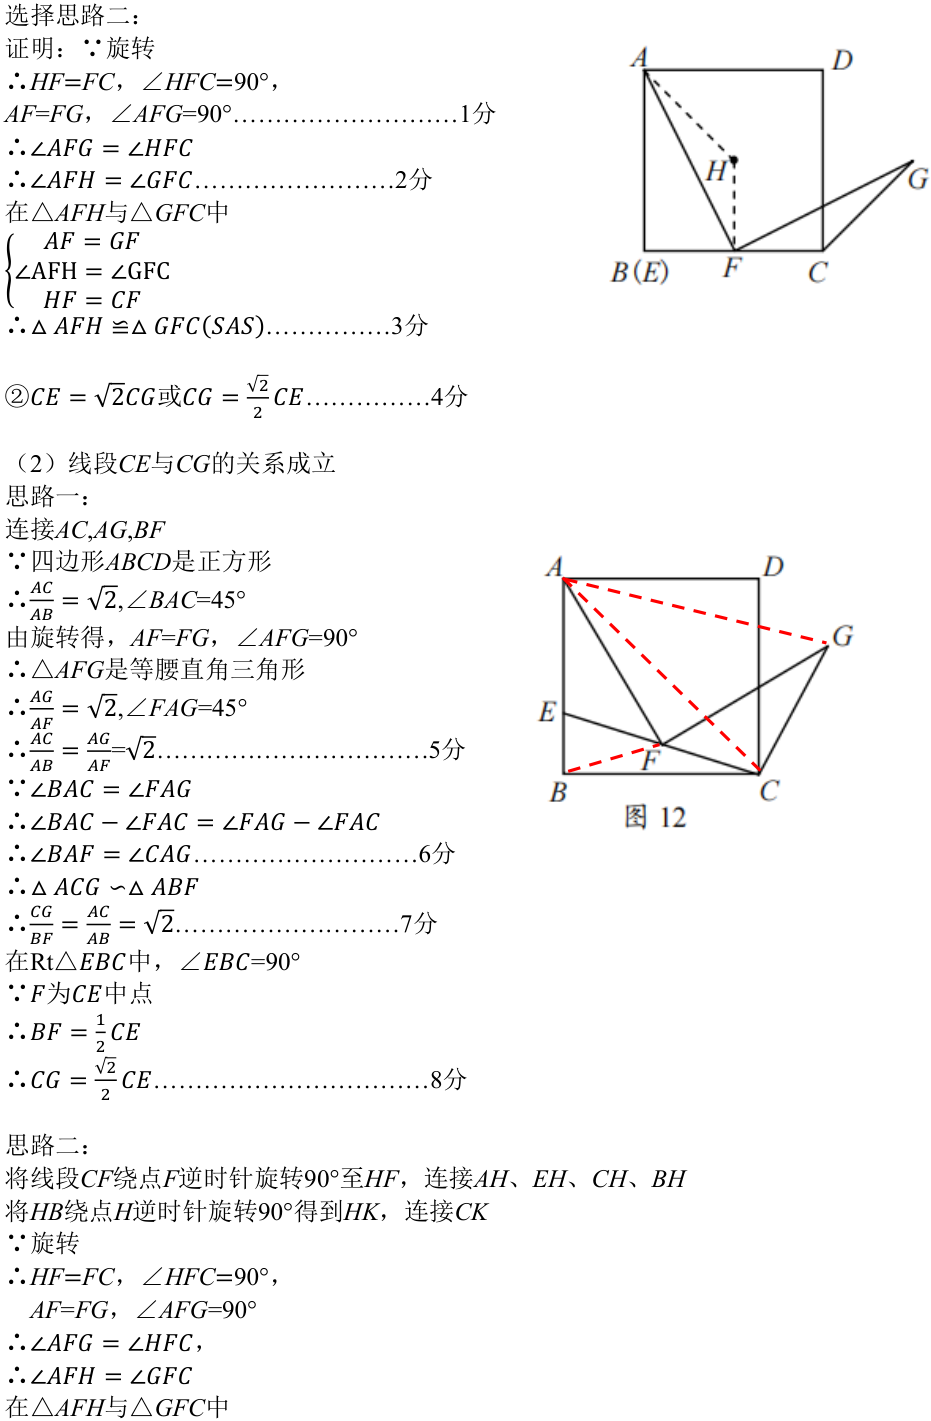 选择思路二：
证明：∵旋转
∴HF=FC，∠HFC=90°，
AF=FG，∠AFG=90°………………………1分
∴∠AFG = ∠HFC
∴∠AFH = ∠GFC……………………2分
在△AFH与△GFC中
{AF = GF
∠AFH = ∠GFC
HF = CF
∴△ AFH ≌△ GFC(SAS)……………3分
②CE = √2CG或CG = √2/2 CE……………4分
A D
H G
B(E) F C
（2）线段CE与CG的关系成立
思路一：
连接AC,AG,BF
∵四边形ABCD是正方形
∴AC/AB = √2,∠BAC=45°
由旋转得，AF=FG，∠AFG=90°
∴△AFG是等腰直角三角形
∴AG/AF = √2,∠FAG=45°
∴AC/AB = AG/AF=√2……………………………5分
∵∠BAC = ∠FAG
∴∠BAC − ∠FAC = ∠FAG − ∠FAC
∴∠BAF = ∠CAG………………………6分
∴△ ACG ∽△ ABF
∴CG/BF = AC/AB = √2………………………7分
在Rt△EBC中，∠EBC=90°
∵F为CE中点
∴BF = 1/2 CE
∴CG = √2/2 CE……………………………8分
A D
G
E
F
B C
图 12
思路二：
将线段CF绕点F逆时针旋转90°至HF，连接AH、EH、CH、BH
将HB绕点H逆时针旋转90°得到HK，连接CK
∵旋转
∴HF=FC，∠HFC=90°，
AF=FG，∠AFG=90°
∴∠AFG = ∠HFC，
∴∠AFH = ∠GFC
在△AFH与△GFC中